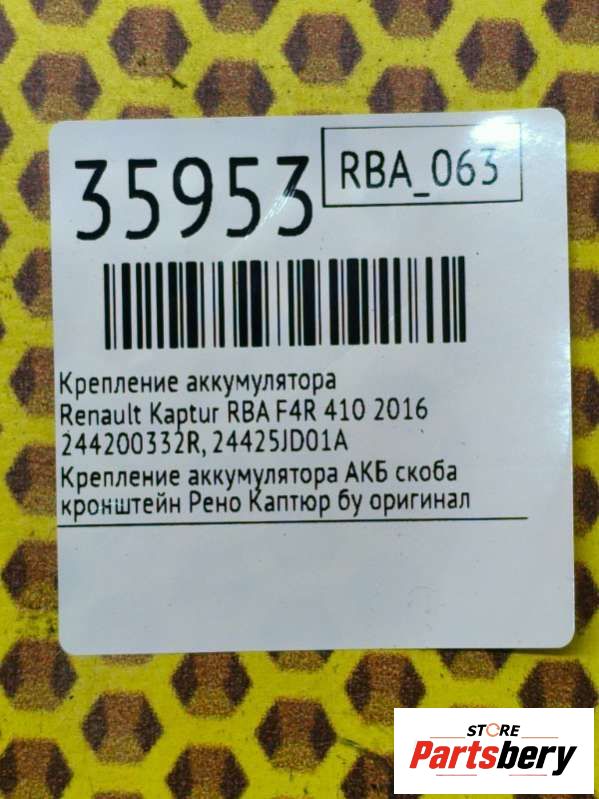 35953
RBA_063
Крепление аккумулятора
Renault Kaptur RBA F4R 410 2016
244200332R, 24425JD01A
Крепление аккумулятора АКБ скоба
кронштейн Рено Каптюр бу оригинал
STORE
Partsbery